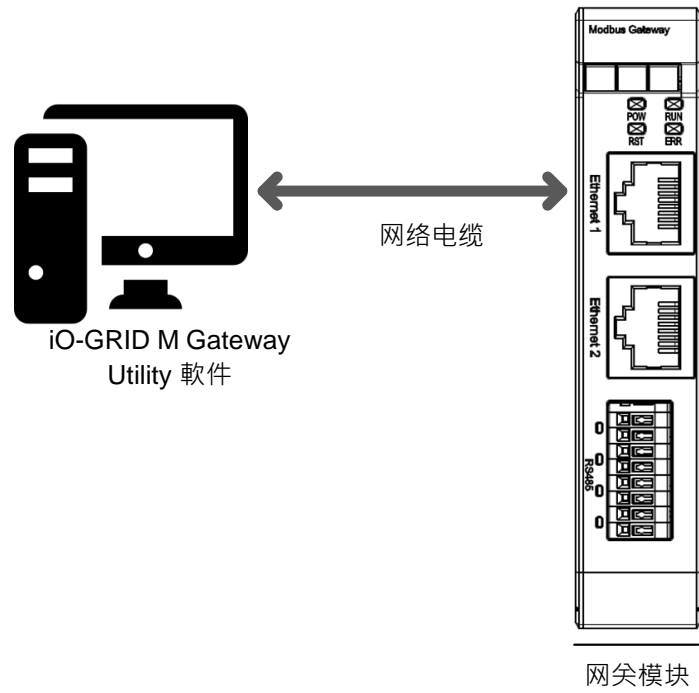 Modbus Gateway
POW RUN
RST ERR
Ethernet 1
网络电缆
Ethernet 2
iO-GRID M Gateway
Utility 軟件
RS485
网关模块